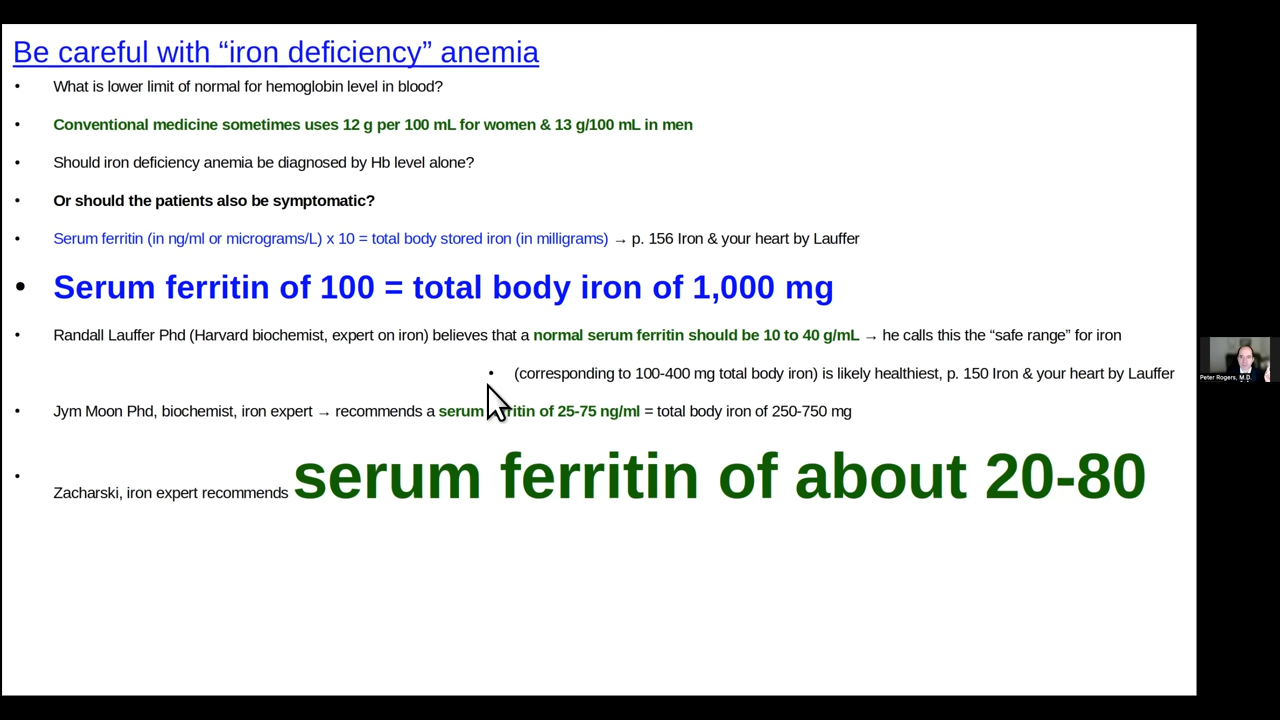 Be careful with “iron deficiency” anemia
• What is lower limit of normal for hemoglobin level in blood?
• Conventional medicine sometimes uses 12 g per 100 mL for women & 13 g/100 mL in men
• Should iron deficiency anemia be diagnosed by Hb level alone?
• Or should the patients also be symptomatic?
• Serum ferritin (in ng/ml or micrograms/L) x 10 = total body stored iron (in milligrams) → p. 156 Iron & your heart by Lauffer
• Serum ferritin of 100 = total body iron of 1,000 mg
• Randall Lauffer Phd (Harvard biochemist, expert on iron) believes that a normal serum ferritin should be 10 to 40 g/mL → he calls this the “safe range” for iron
• (corresponding to 100-400 mg total body iron) is likely healthiest, p. 150 Iron & your heart by Lauffer
• Jym Moon Phd, biochemist, iron expert → recommends a serum ferritin of 25-75 ng/ml = total body iron of 250-750 mg
• Zacharski, iron expert recommends serum ferritin of about 20-80
Peter Rogers, M.D.